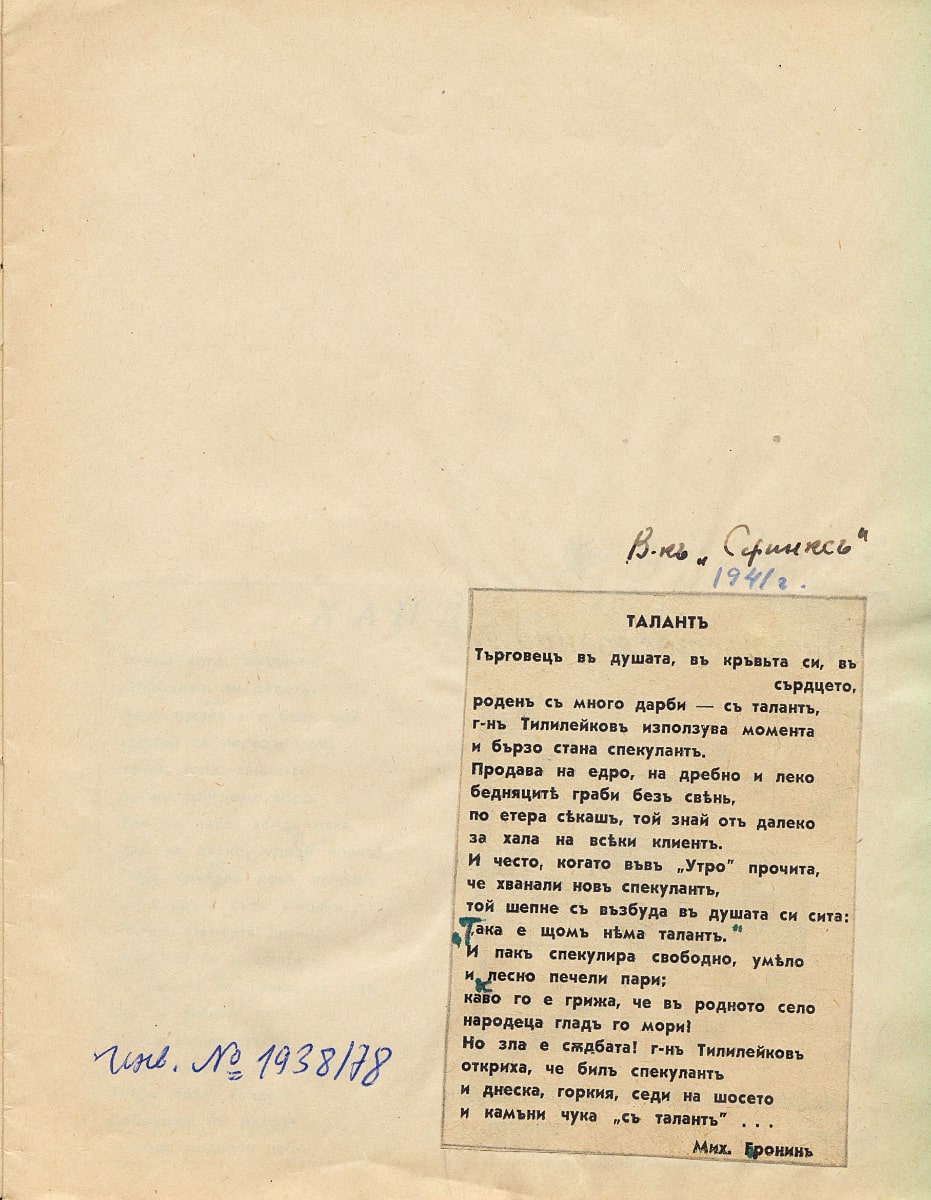 В-къ „Сфинксъ"
1941 г.
ТАЛАНТЪ
Търговецъ въ душата, въ кръвьта си, въ
сърдцето,
роденъ съ много дарби — съ талантъ,
г-нъ Тилилейковъ използува момента
и бързо стана спекулантъ.
Продава на едро, на дребно и леко
бедняцитѣ граби безъ свѣнь,
по етера сѣкашъ, той знай отъ далеко
за хала на всѣки клиентъ.
И често, когато във​ъ „Утро" прочита,
че хванали новъ спекулантъ,
той шепне съ възбуда въ душата си сита:
„Така е щомъ нѣма талантъ."
И пакъ спекулира свободно, умѣло
и лесно печели пари;
какво го е грижа, че въ родното село
народеца гладъ го мори!
Но зла е сѫдбата! г-нъ Тилилейковъ
откриха, че билъ спекулантъ
и днеска, горкия, седи на шосето
и камъни чука „съ талантъ" . . .
Мих. Бронинъ
инв. № 1938/78